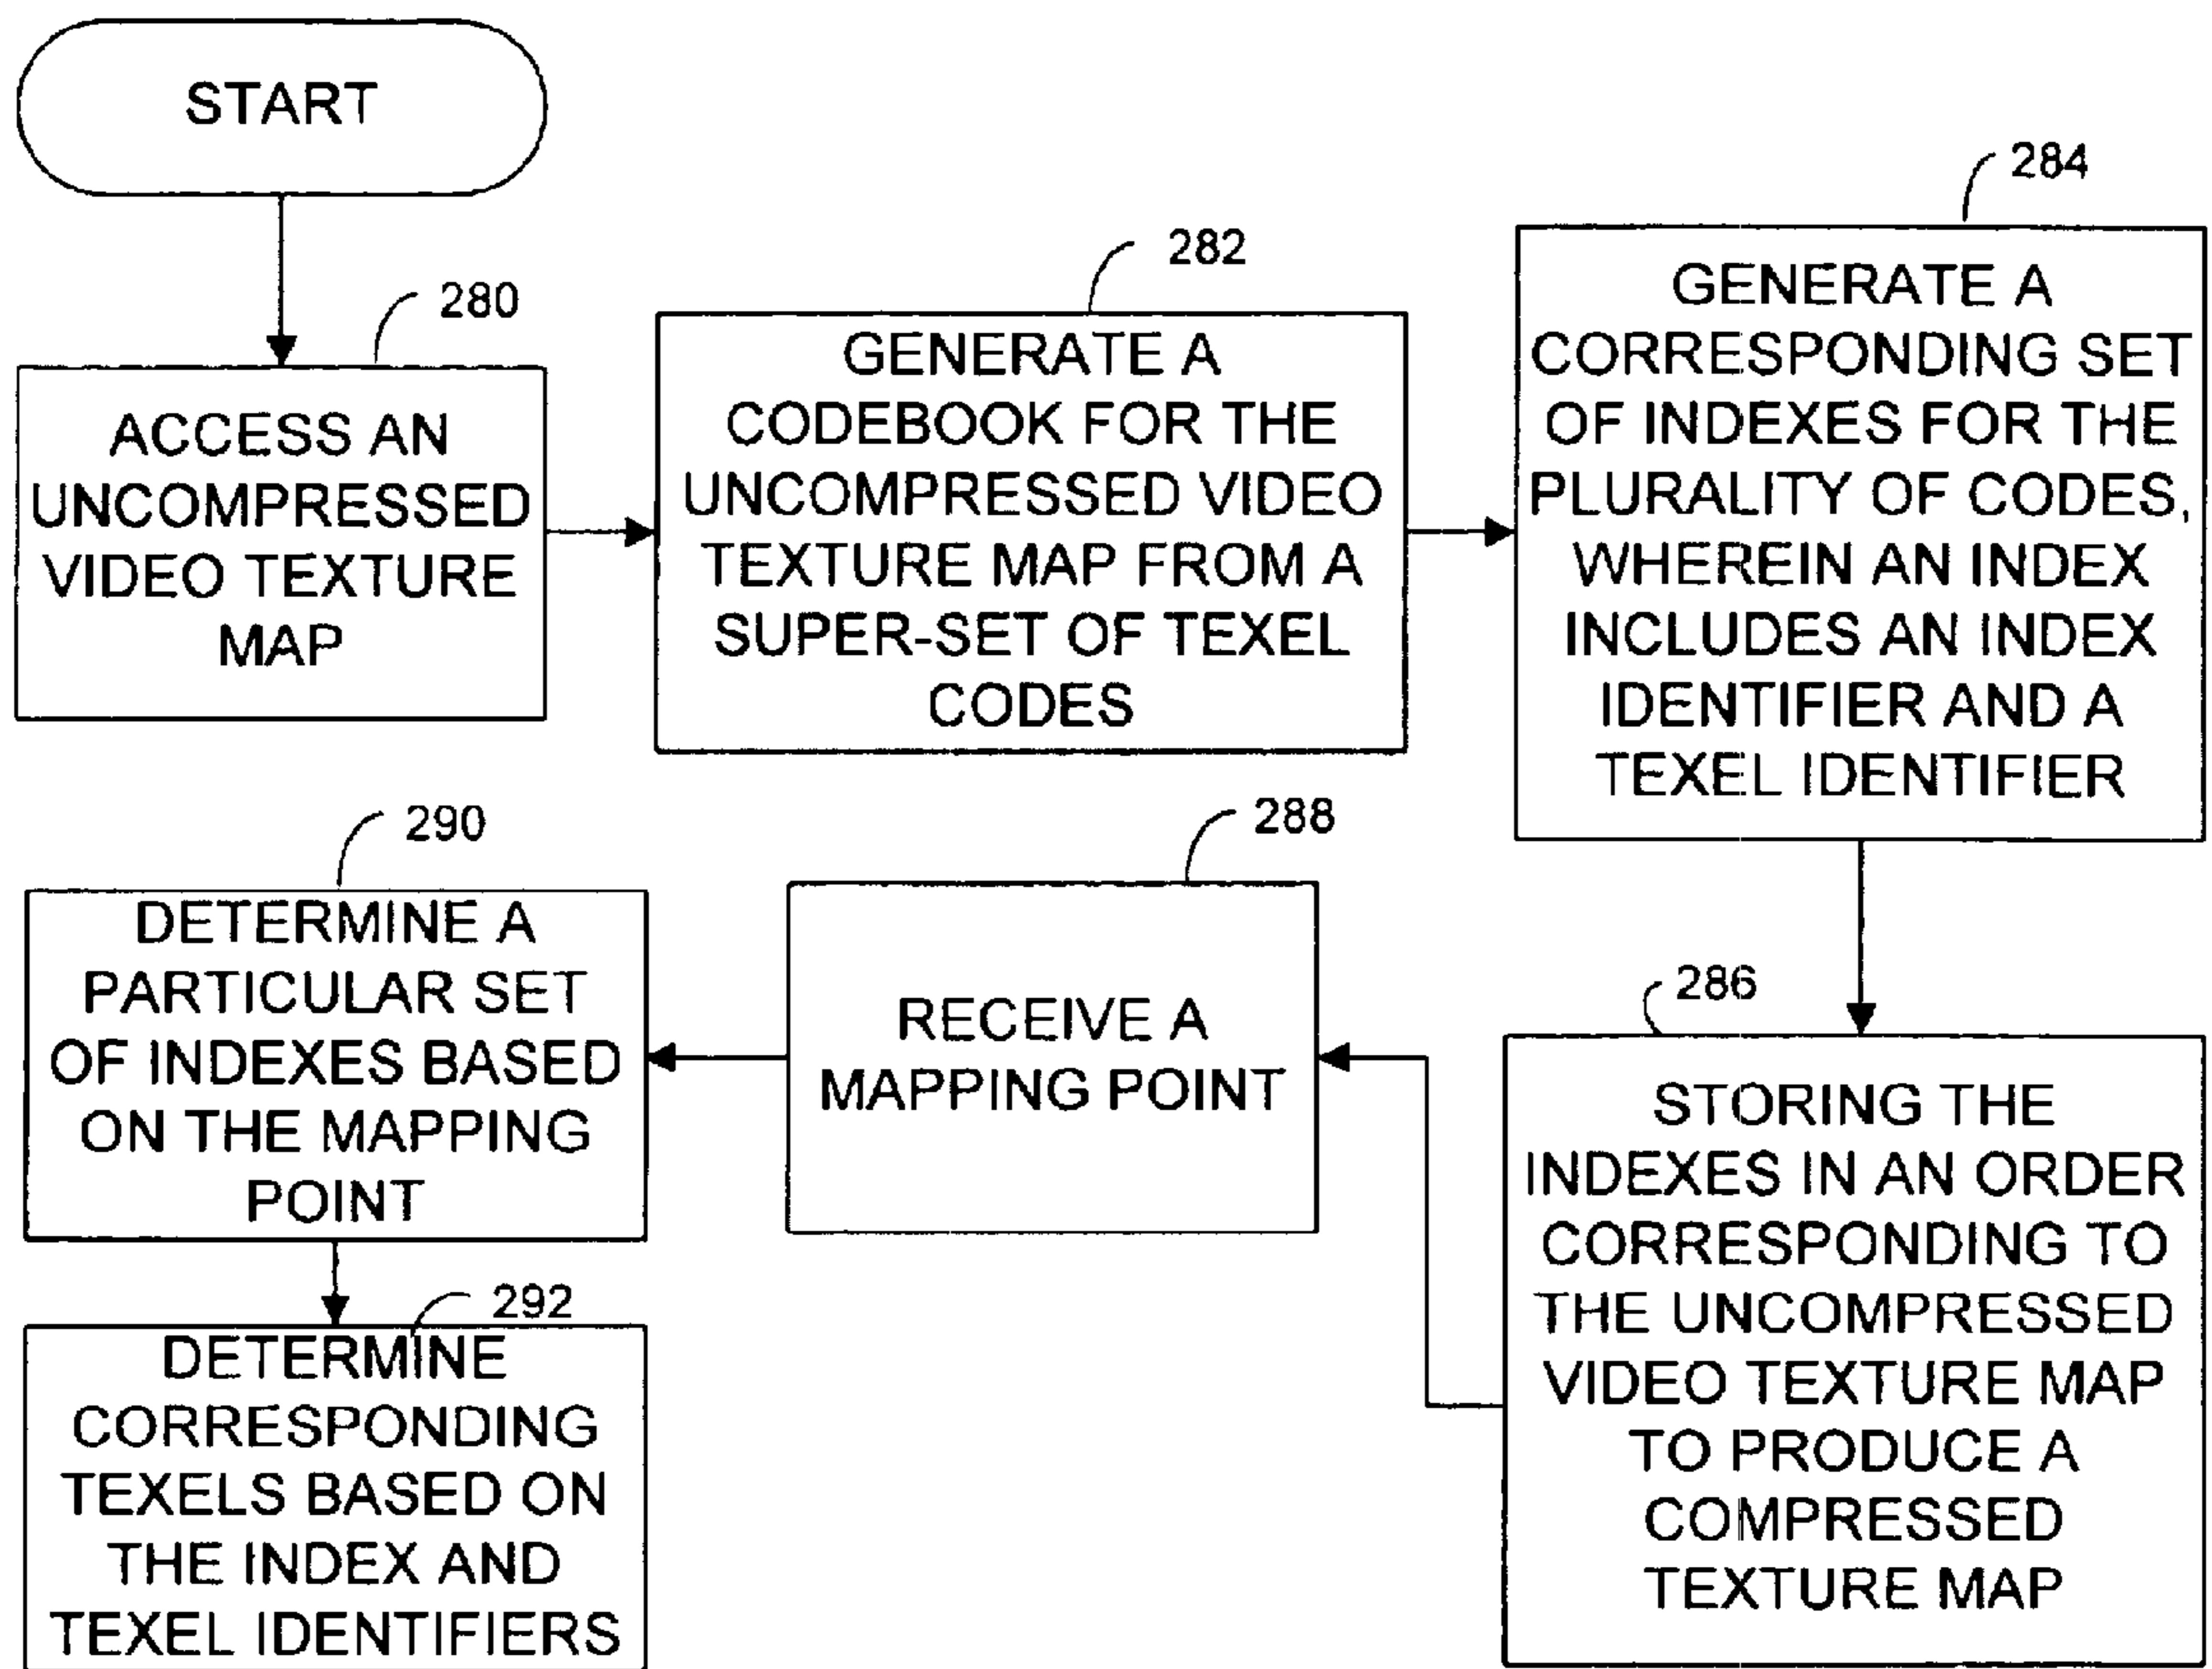 START
280
ACCESS AN
UNCOMPRESSED
VIDEO TEXTURE
MAP
282
GENERATE A
CODEBOOK FOR THE
UNCOMPRESSED VIDEO
TEXTURE MAP FROM A
SUPER-SET OF TEXEL
CODES
284
GENERATE A
CORRESPONDING SET
OF INDEXES FOR THE
PLURALITY OF CODES,
WHEREIN AN INDEX
INCLUDES AN INDEX
IDENTIFIER AND A
TEXEL IDENTIFIER
286
STORING THE
INDEXES IN AN ORDER
CORRESPONDING TO
THE UNCOMPRESSED
VIDEO TEXTURE MAP
TO PRODUCE A
COMPRESSED
TEXTURE MAP
288
RECEIVE A
MAPPING POINT
290
DETERMINE A
PARTICULAR SET
OF INDEXES BASED
ON THE MAPPING
POINT
292
DETERMINE
CORRESPONDING
TEXELS BASED ON
THE INDEX AND
TEXEL IDENTIFIERS